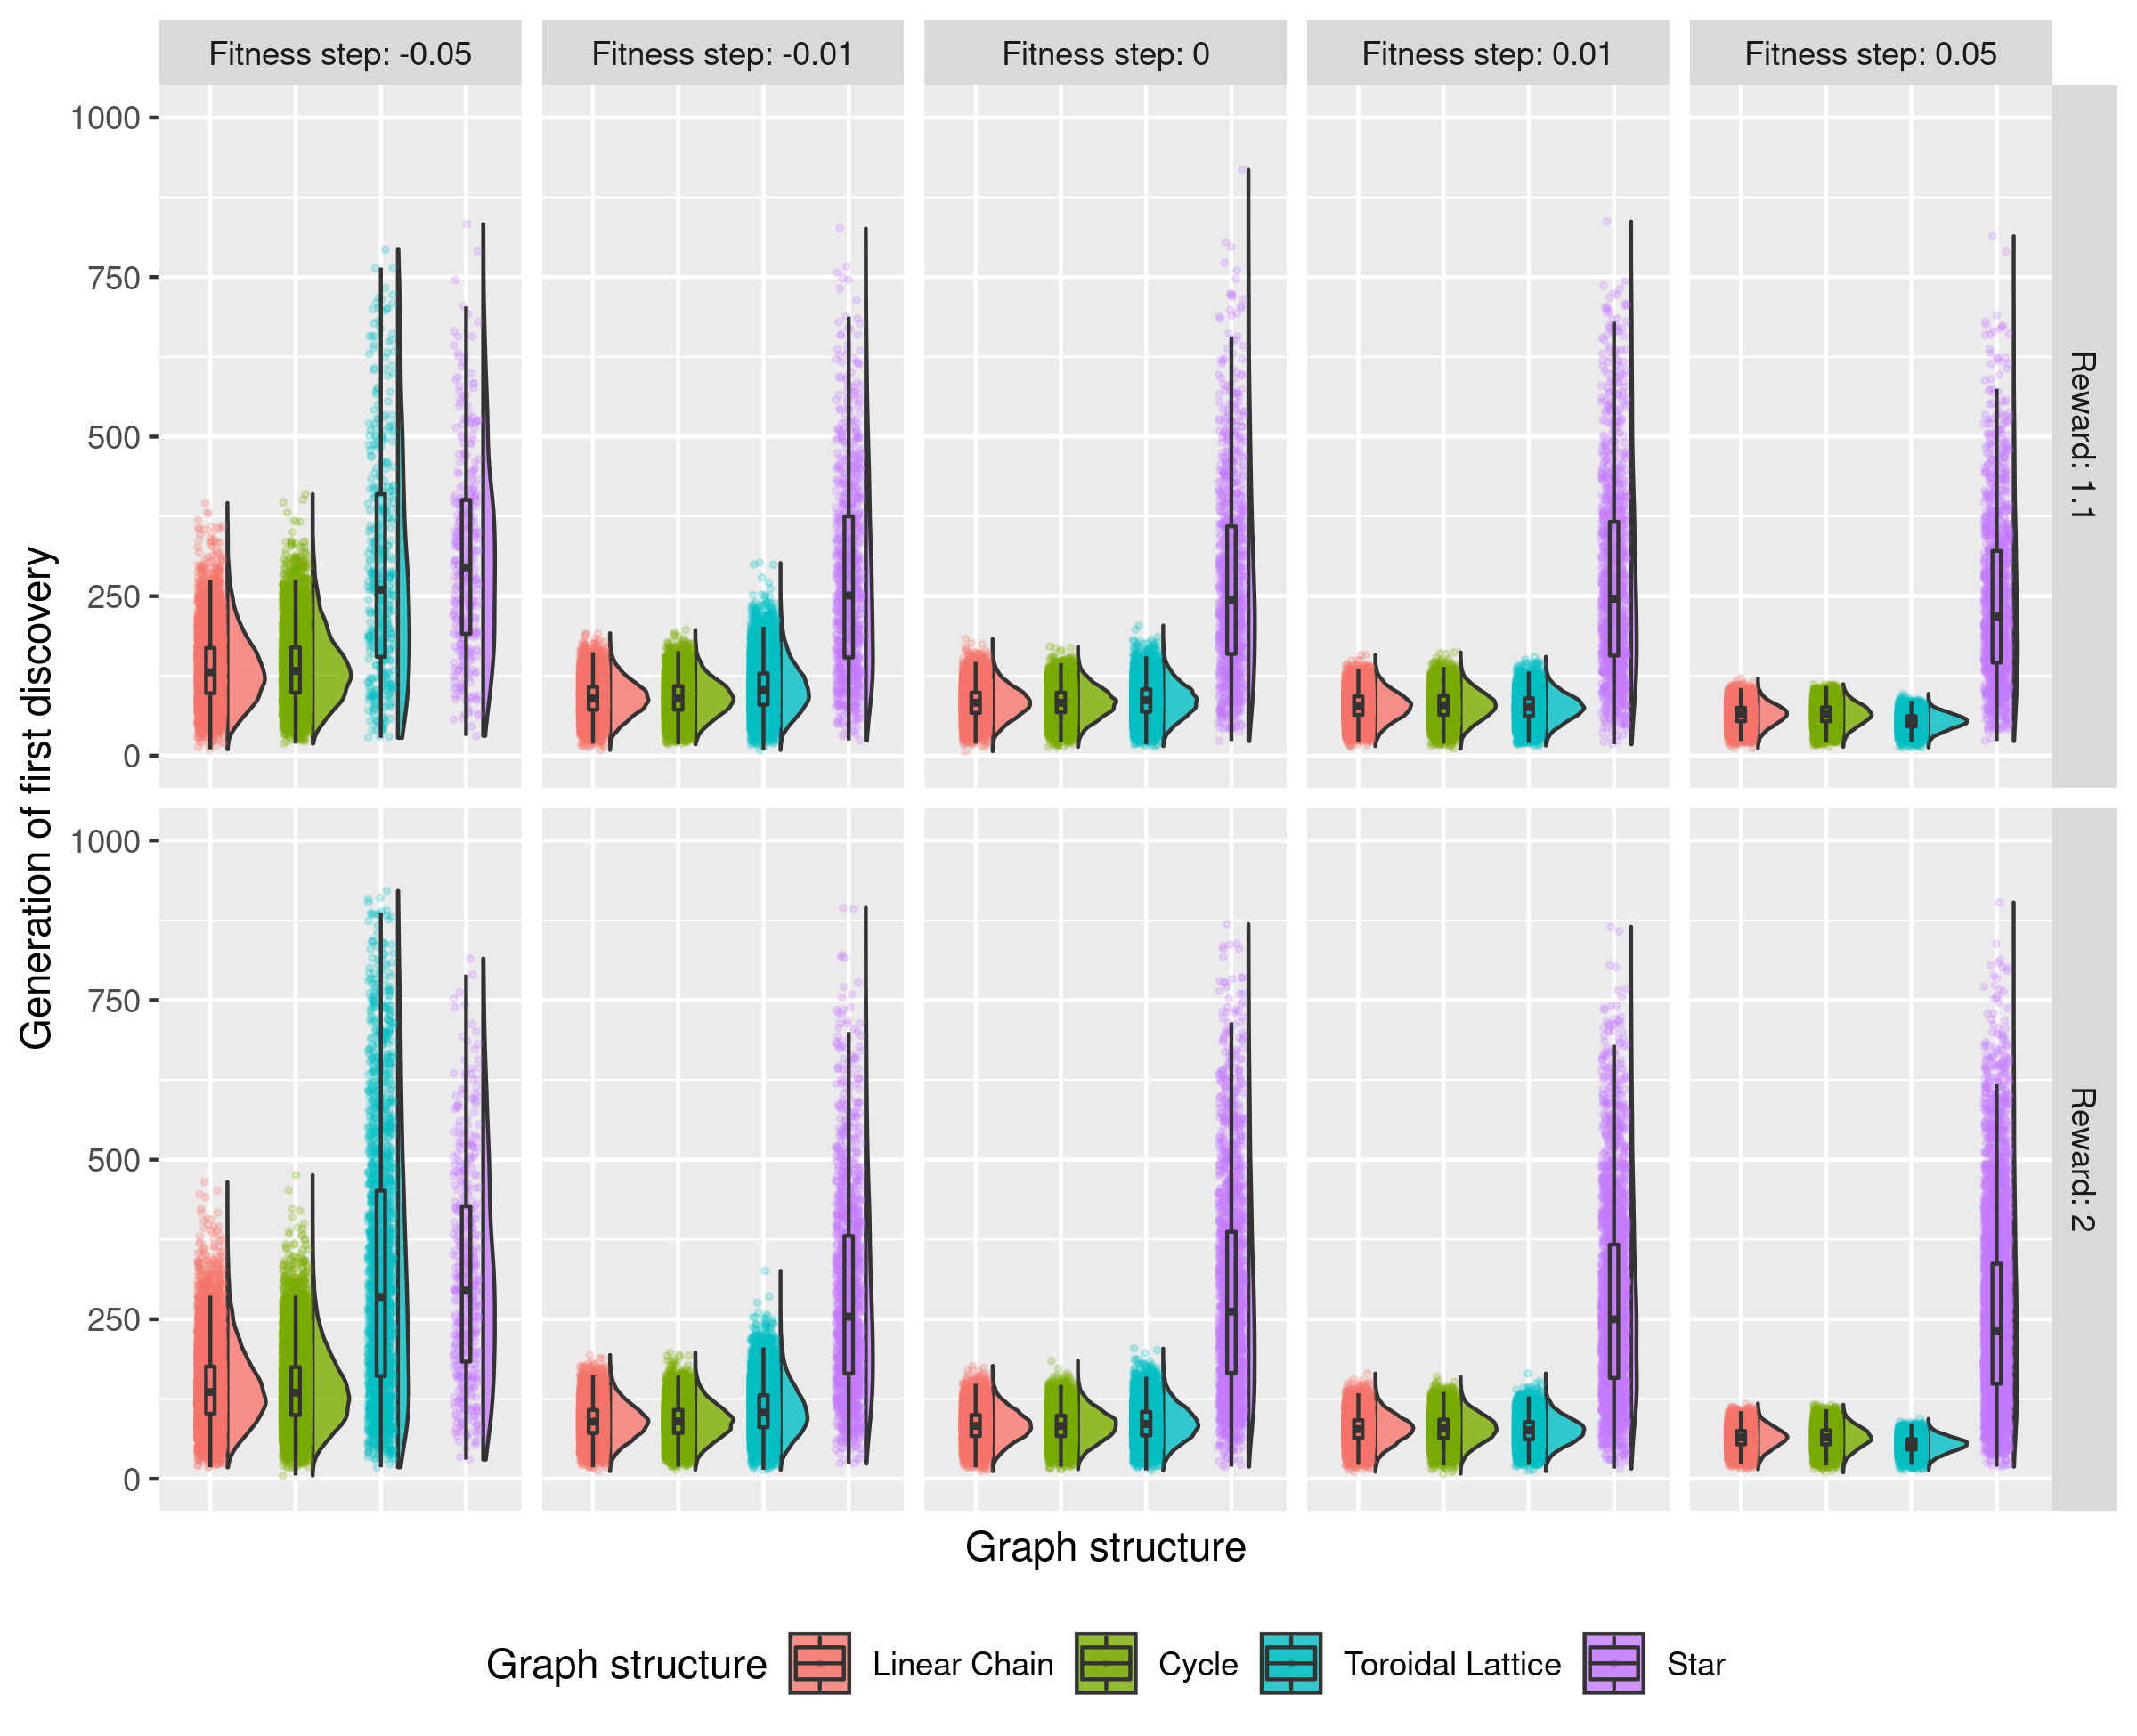 Fitness step: -0.05
Fitness step: -0.01
Fitness step: 0
Fitness step: 0.01
Fitness step: 0.05
1000
750
500
250
0
Reward: 1.1
Generation of first discovery
1000
750
500
250
0
Reward: 2
Graph structure
Graph structure
Linear Chain
Cycle
Toroidal Lattice
Star